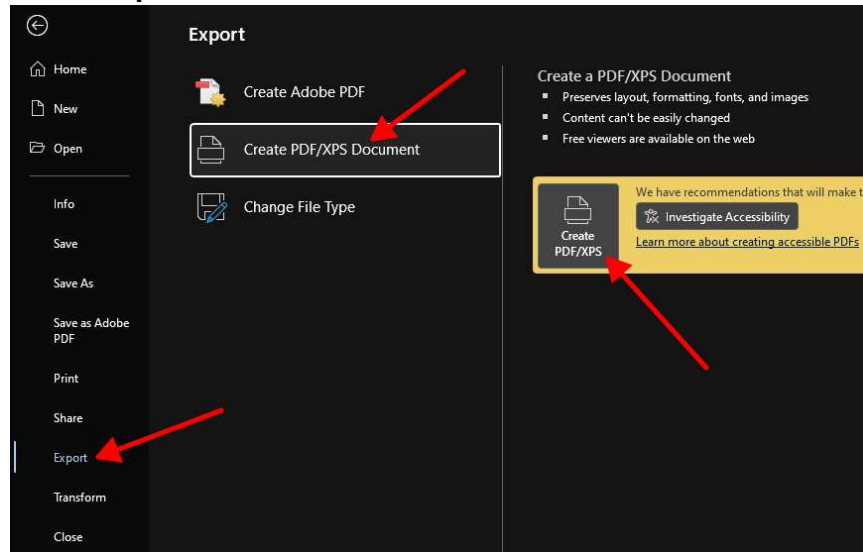 Home
New
Open
Info
Save
Save As
Save as Adobe
PDF
Print
Share
Export
Transform
Close
Export
Create Adobe PDF
Create PDF/XPS Document
Change File Type
Create a PDF/XPS Document
Preserves layout, formatting, fonts, and images
Content can't be easily changed
Free viewers are available on the web
Create
PDF/XPS
We have recommendations that will make
Investigate Accessibility
Learn more about creating accessible PDFs